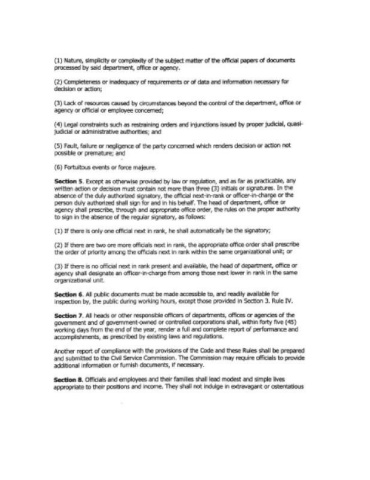 (1) Nature, simplicity or complexity of the subject matter of the official papers of documents
processed by said department, office or agency.
(2) Completeness or inadequacy of requirements or of data and information necessary for
decision or action;
(3) Lack of resources caused by circumstances beyond the control of the department, office or
agency or official or employee concerned;
(4) Legal constraints such as restraining orders and injunctions issued by proper judicial, quasi-
judicial or administrative authorities; and
(5) Fault, failure or negligence of the party concerned which renders decision or action not
possible or premature; and
(6) Fortuitous events or force majeure.
Section 5. Except as otherwise provided by law or regulation, and as far as practicable, any
written action or decision must contain not more than three (3) initials or signatures. In the
absence of the duly authorized signatory, the official next-in-rank or officer-in-charge or the
person duly authorized shall sign for and in his behalf. The head of department, office or
agency shall prescribe, through and appropriate office order, the rules on the proper authority
to sign in the absence of the regular signatory, as follows:
(1) If there is only one official next in rank, he shall automatically be the signatory;
(2) If there are two ore more officials next in rank, the appropriate office order shall prescribe
the order of priority among the officials next in rank within the same organizational unit; or
(3) If there is no official next in rank present and available, the head of department, office or
agency shall designate an officer-in-charge from among those next lower in rank in the same
organizational unit.
Section 6. All public documents must be made accessible to, and readily available for
inspection by, the public during working hours, except those provided in Section 3. Rule IV.
Section 7. All heads or other responsible officers of departments, offices or agencies of the
government and of government-owned or controlled corporations shall, within forty five (45)
working days from the end of the year, render a full and complete report of performance and
accomplishments, as prescribed by existing laws and regulations.
Another report of compliance with the provisions of the Code and these Rules shall be prepared
and submitted to the Civil Service Commission. The Commission may require officials to provide
additional information or furnish documents, if necessary.
Section 8. Officials and employees and their families shall lead modest and simple lives
appropriate to their positions and income. They shall not indulge in extravagant or ostentatious